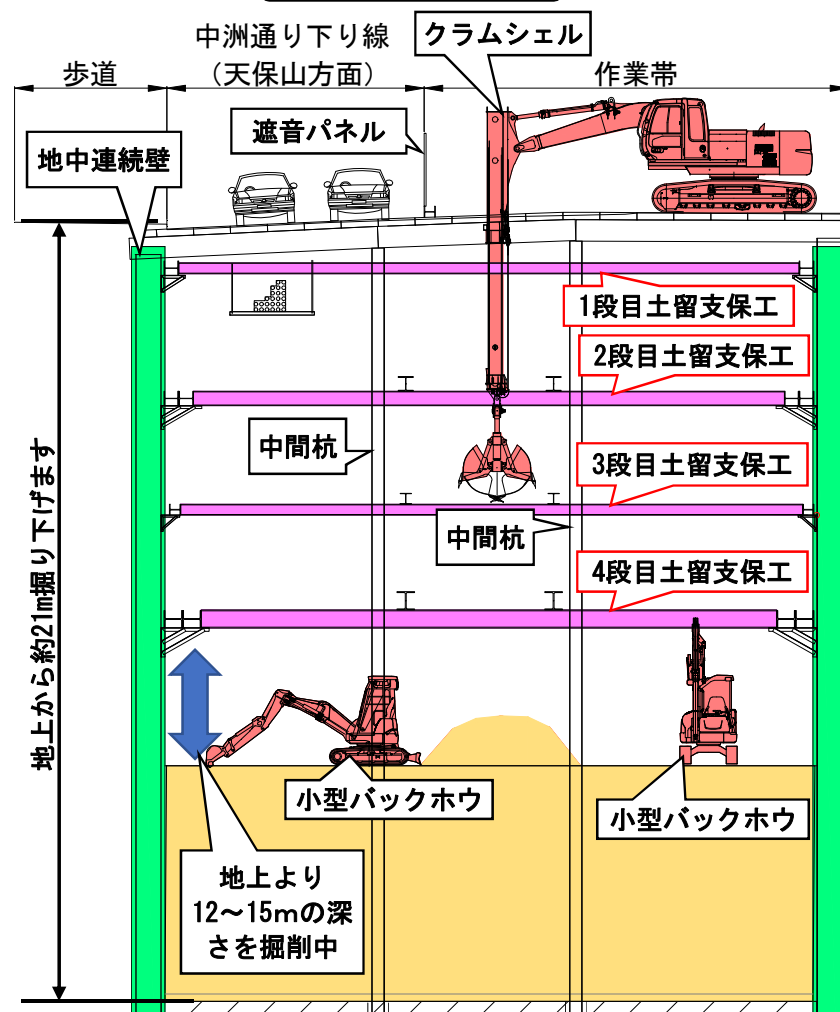 中洲通り下り線
（天保山方面）
クラムシェル
歩道
作業帯
遮音パネル
地中連続壁
1段目土留支保工
2段目土留支保工
中間杭
3段目土留支保工
中間杭
4段目土留支保工
地上から約21m掘り下げます
小型バックホウ
小型バックホウ
地上より
12～15mの深
さを掘削中